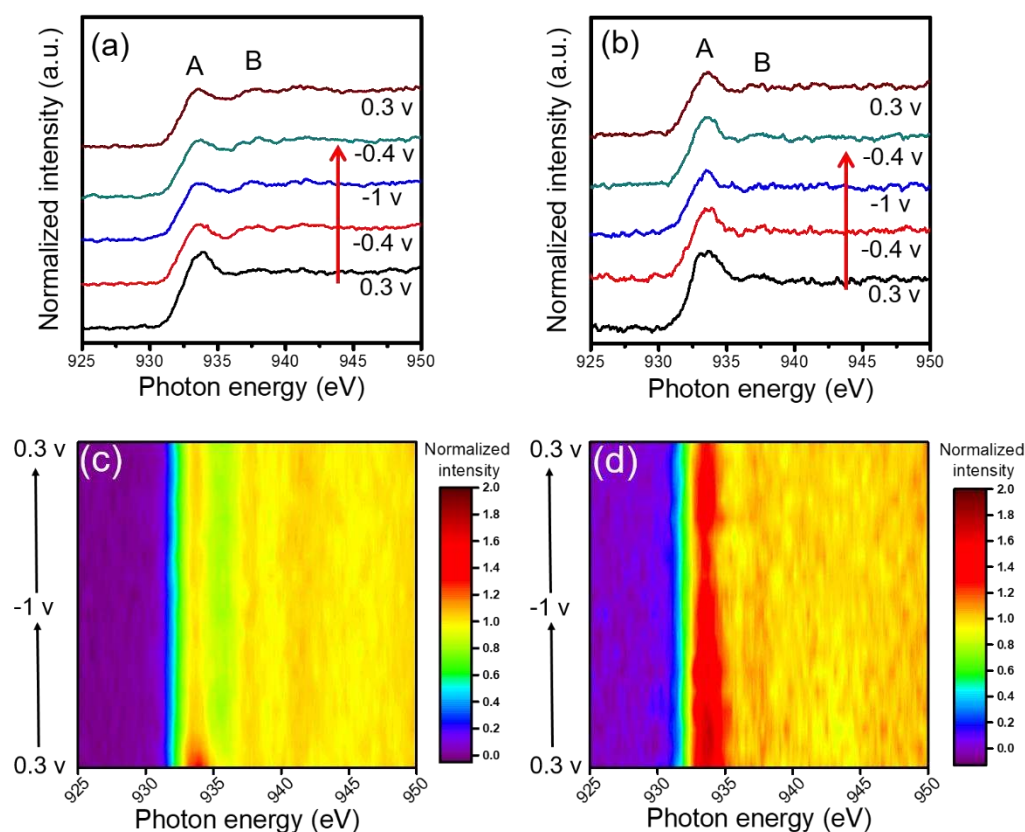 (a)
A
B
0.3 v
-0.4 v
-1 v
-0.4 v
0.3 v
Normalized intensity (a.u.)
925
930
935
940
945
950
Photon energy (eV)
(b)
A
B
0.3 v
-0.4 v
-1 v
-0.4 v
0.3 v
Normalized intensity (a.u.)
925
930
935
940
945
950
Photon energy (eV)
(c)
0.3 v
-1 v
0.3 v
925
930
935
940
945
950
Photon energy (eV)
Normalized
intensity
2.0
1.8
1.6
1.4
1.2
1.0
0.8
0.6
0.4
0.2
0.0
(d)
0.3 v
-1 v
0.3 v
925
930
935
940
945
950
Photon energy (eV)
Normalized
intensity
2.0
1.8
1.6
1.4
1.2
1.0
0.8
0.6
0.4
0.2
0.0